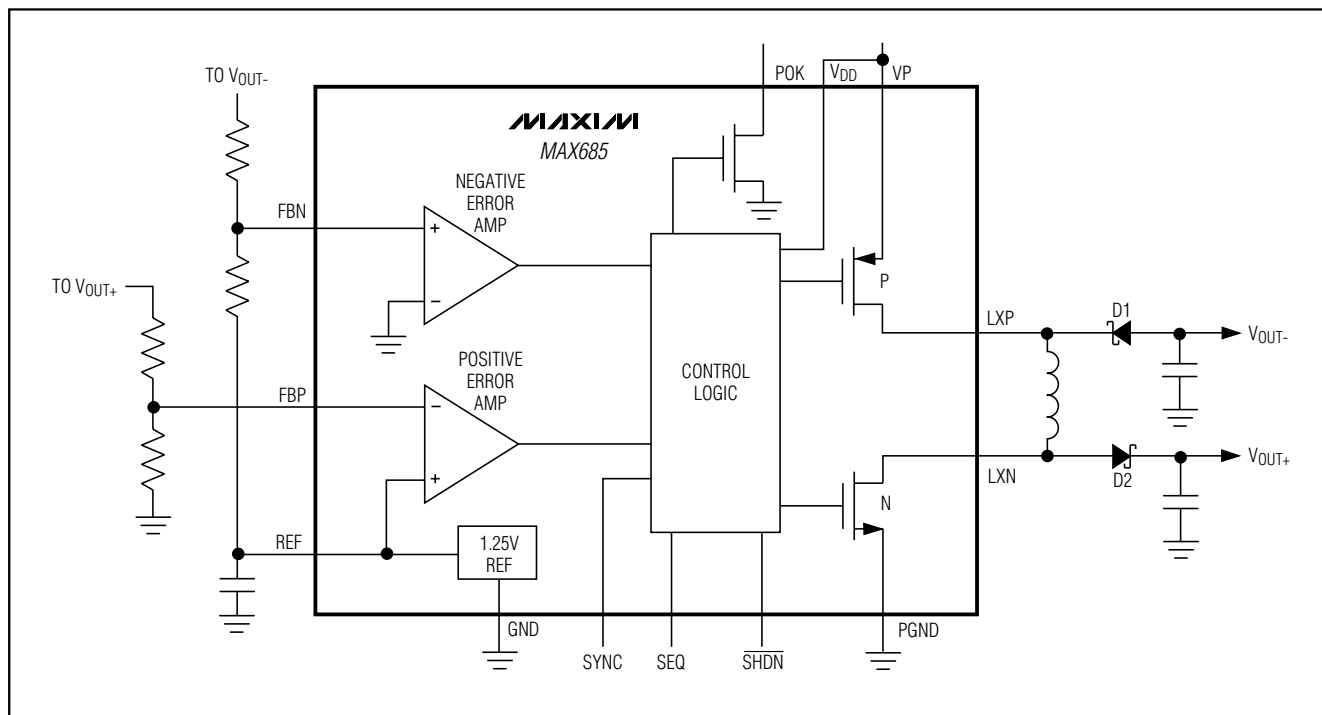 TO VOUT-
POK
VDD
VP
MAXIM
MAX685
NEGATIVE
ERROR
AMP
FBN
+
−
TO VOUT+
P
LXP
D1
VOUT-
POSITIVE
ERROR
AMP
CONTROL
LOGIC
FBP
−
+
VOUT+
LXN
D2
N
REF
1.25V
REF
GND
PGND
SYNC
SEQ
SHDN